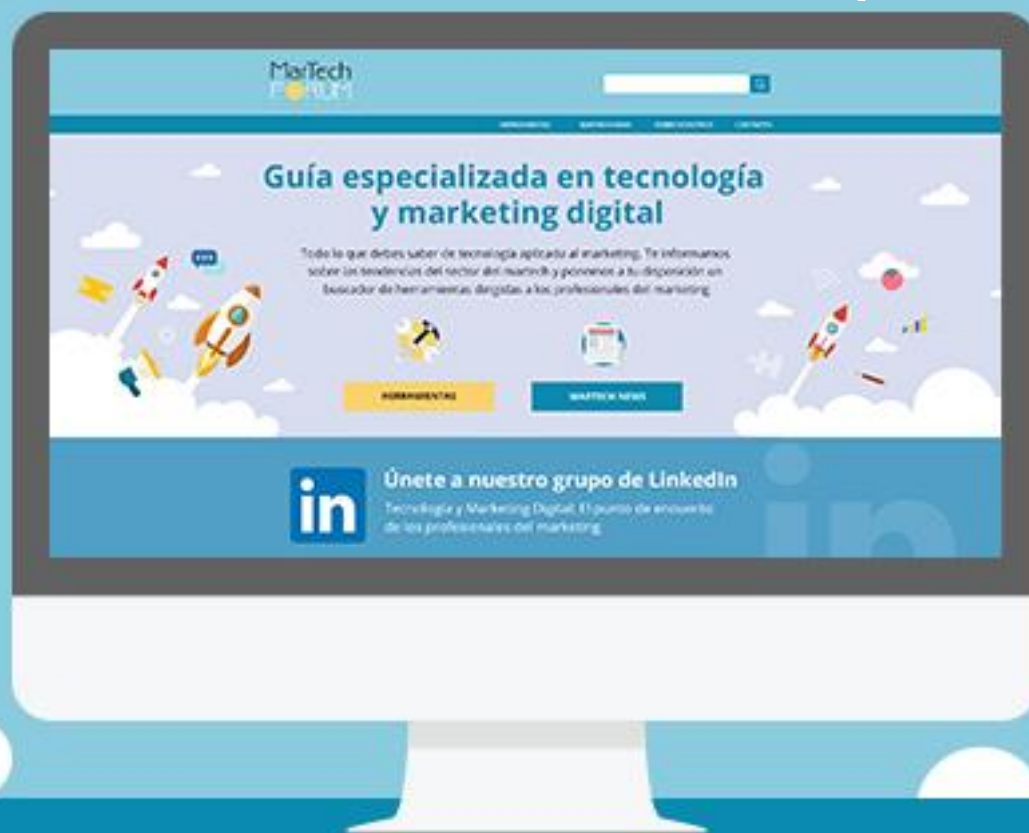 MarTech
FORUM
Guía especializada en tecnología
y marketing digital
Todo lo que debes saber de tecnología aplicada al marketing. Te informamos
sobre las tendencias del sector del martech y ponemos a tu disposición un
buscador de herramientas dirigidas a los profesionales del marketing
HERRAMIENTAS
MARTECH NEWS
in
Únete a nuestro grupo de LinkedIn
Tecnología y Marketing Digital: El punto de encuentro
de los profesionales del marketing
in